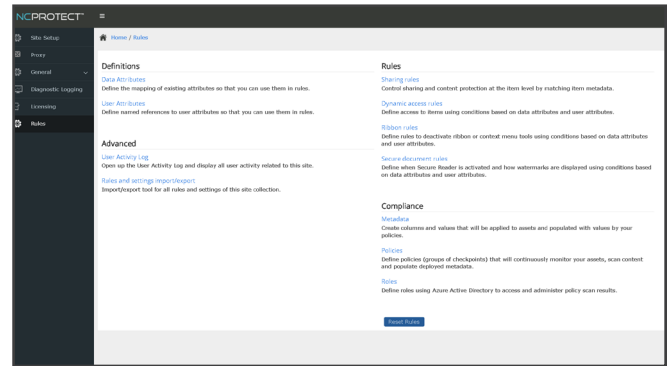 NCPROTECT™
Site Setup
Proxy
General
Diagnostic Logging
Licensing
Rules
Home / Rules
Definitions
Data Attributes
Define the mapping of existing attributes so that you can use them in rules.
User Attributes
Define named references to user attributes so that you can use them in rules.
Advanced
User Activity Log
Open up the User Activity Log and display all user activity related to this site.
Rules and settings import/export
Import/export tool for all rules and settings of this site collection.
Rules
Sharing rules
Control sharing and content protection at the item level by matching item metadata.
Dynamic access rules
Define access to items using conditions based on data attributes and user attributes.
Ribbon rules
Define rules to deactivate ribbon or context menu tools using conditions based on data attributes
and user attributes.
Secure document rules
Define when Secure Reader is activated and how watermarks are displayed using conditions based
on data attributes and user attributes.
Compliance
Metadata
Create columns and values that will be applied to assets and populated with values by your
policies.
Policies
Define policies (groups of checkpoints) that will continuously monitor your assets, scan content
and populate deployed metadata.
Roles
Define roles using Azure Active Directory to access and administer policy scan results.
Reset Rules